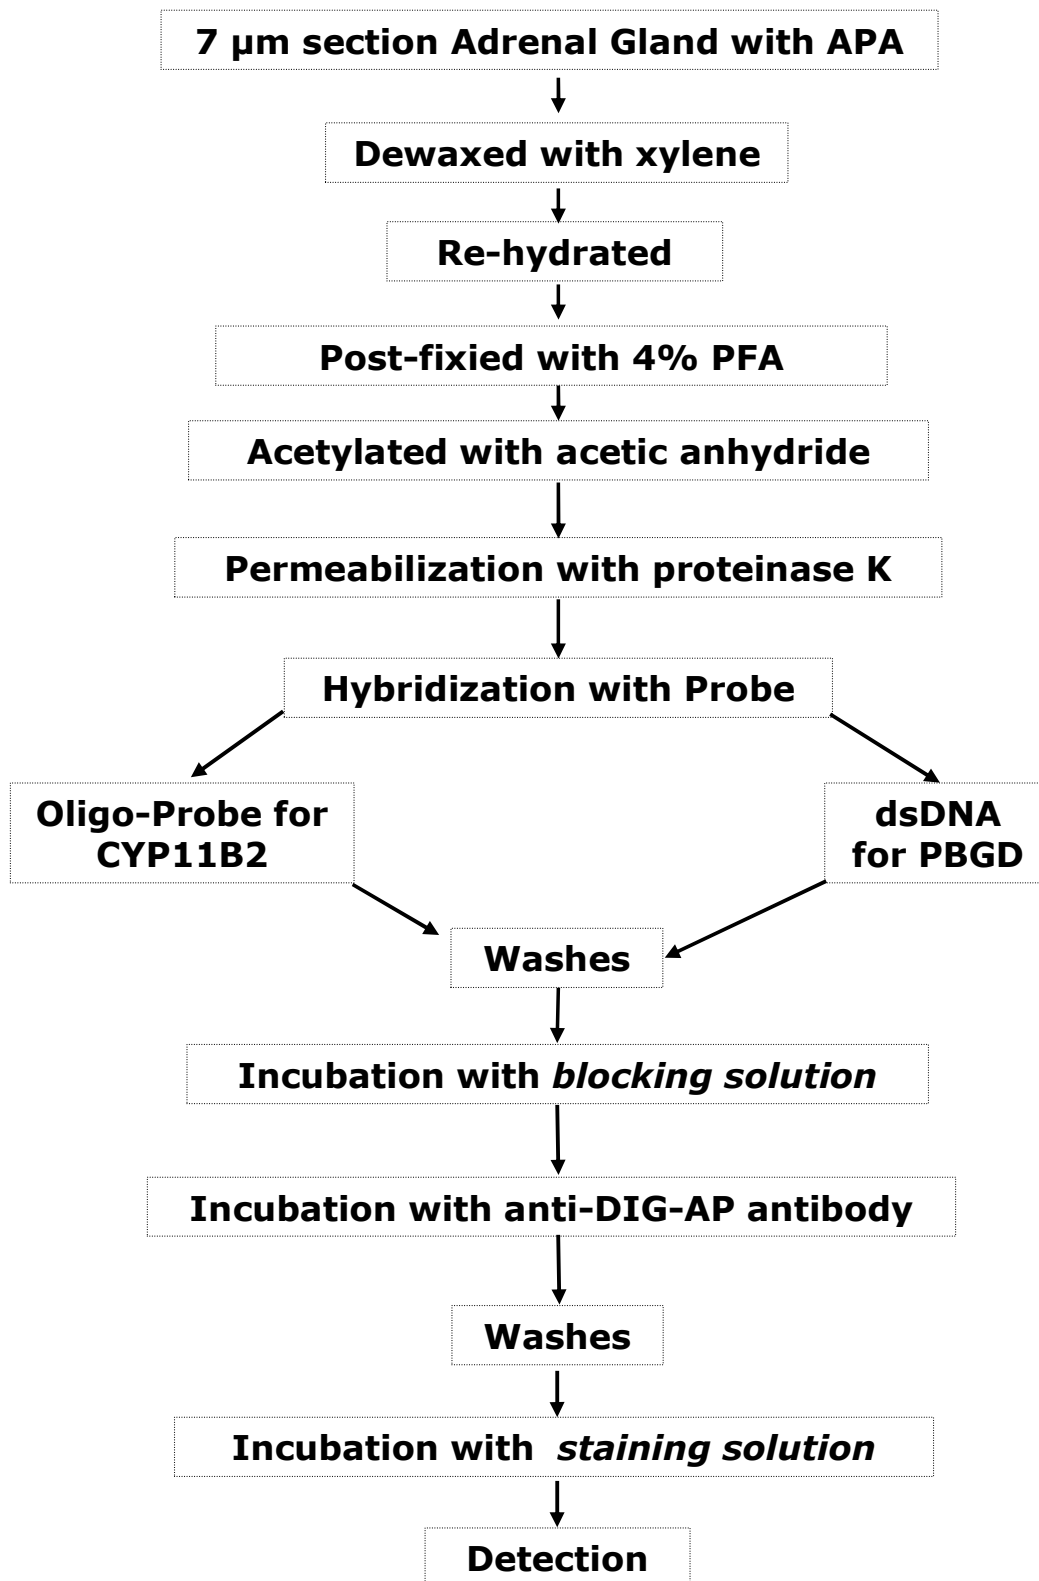 7 µm section Adrenal Gland with APA
Dewaxed with xylene
Re-hydrated
Post-fixied with 4% PFA
Acetylated with acetic anhydride
Permeabilization with proteinase K
Hybridization with Probe
Oligo-Probe for
CYP11B2
dsDNA
for PBGD
Washes
Incubation with blocking solution
Incubation with anti-DIG-AP antibody
Washes
Incubation with staining solution
Detection